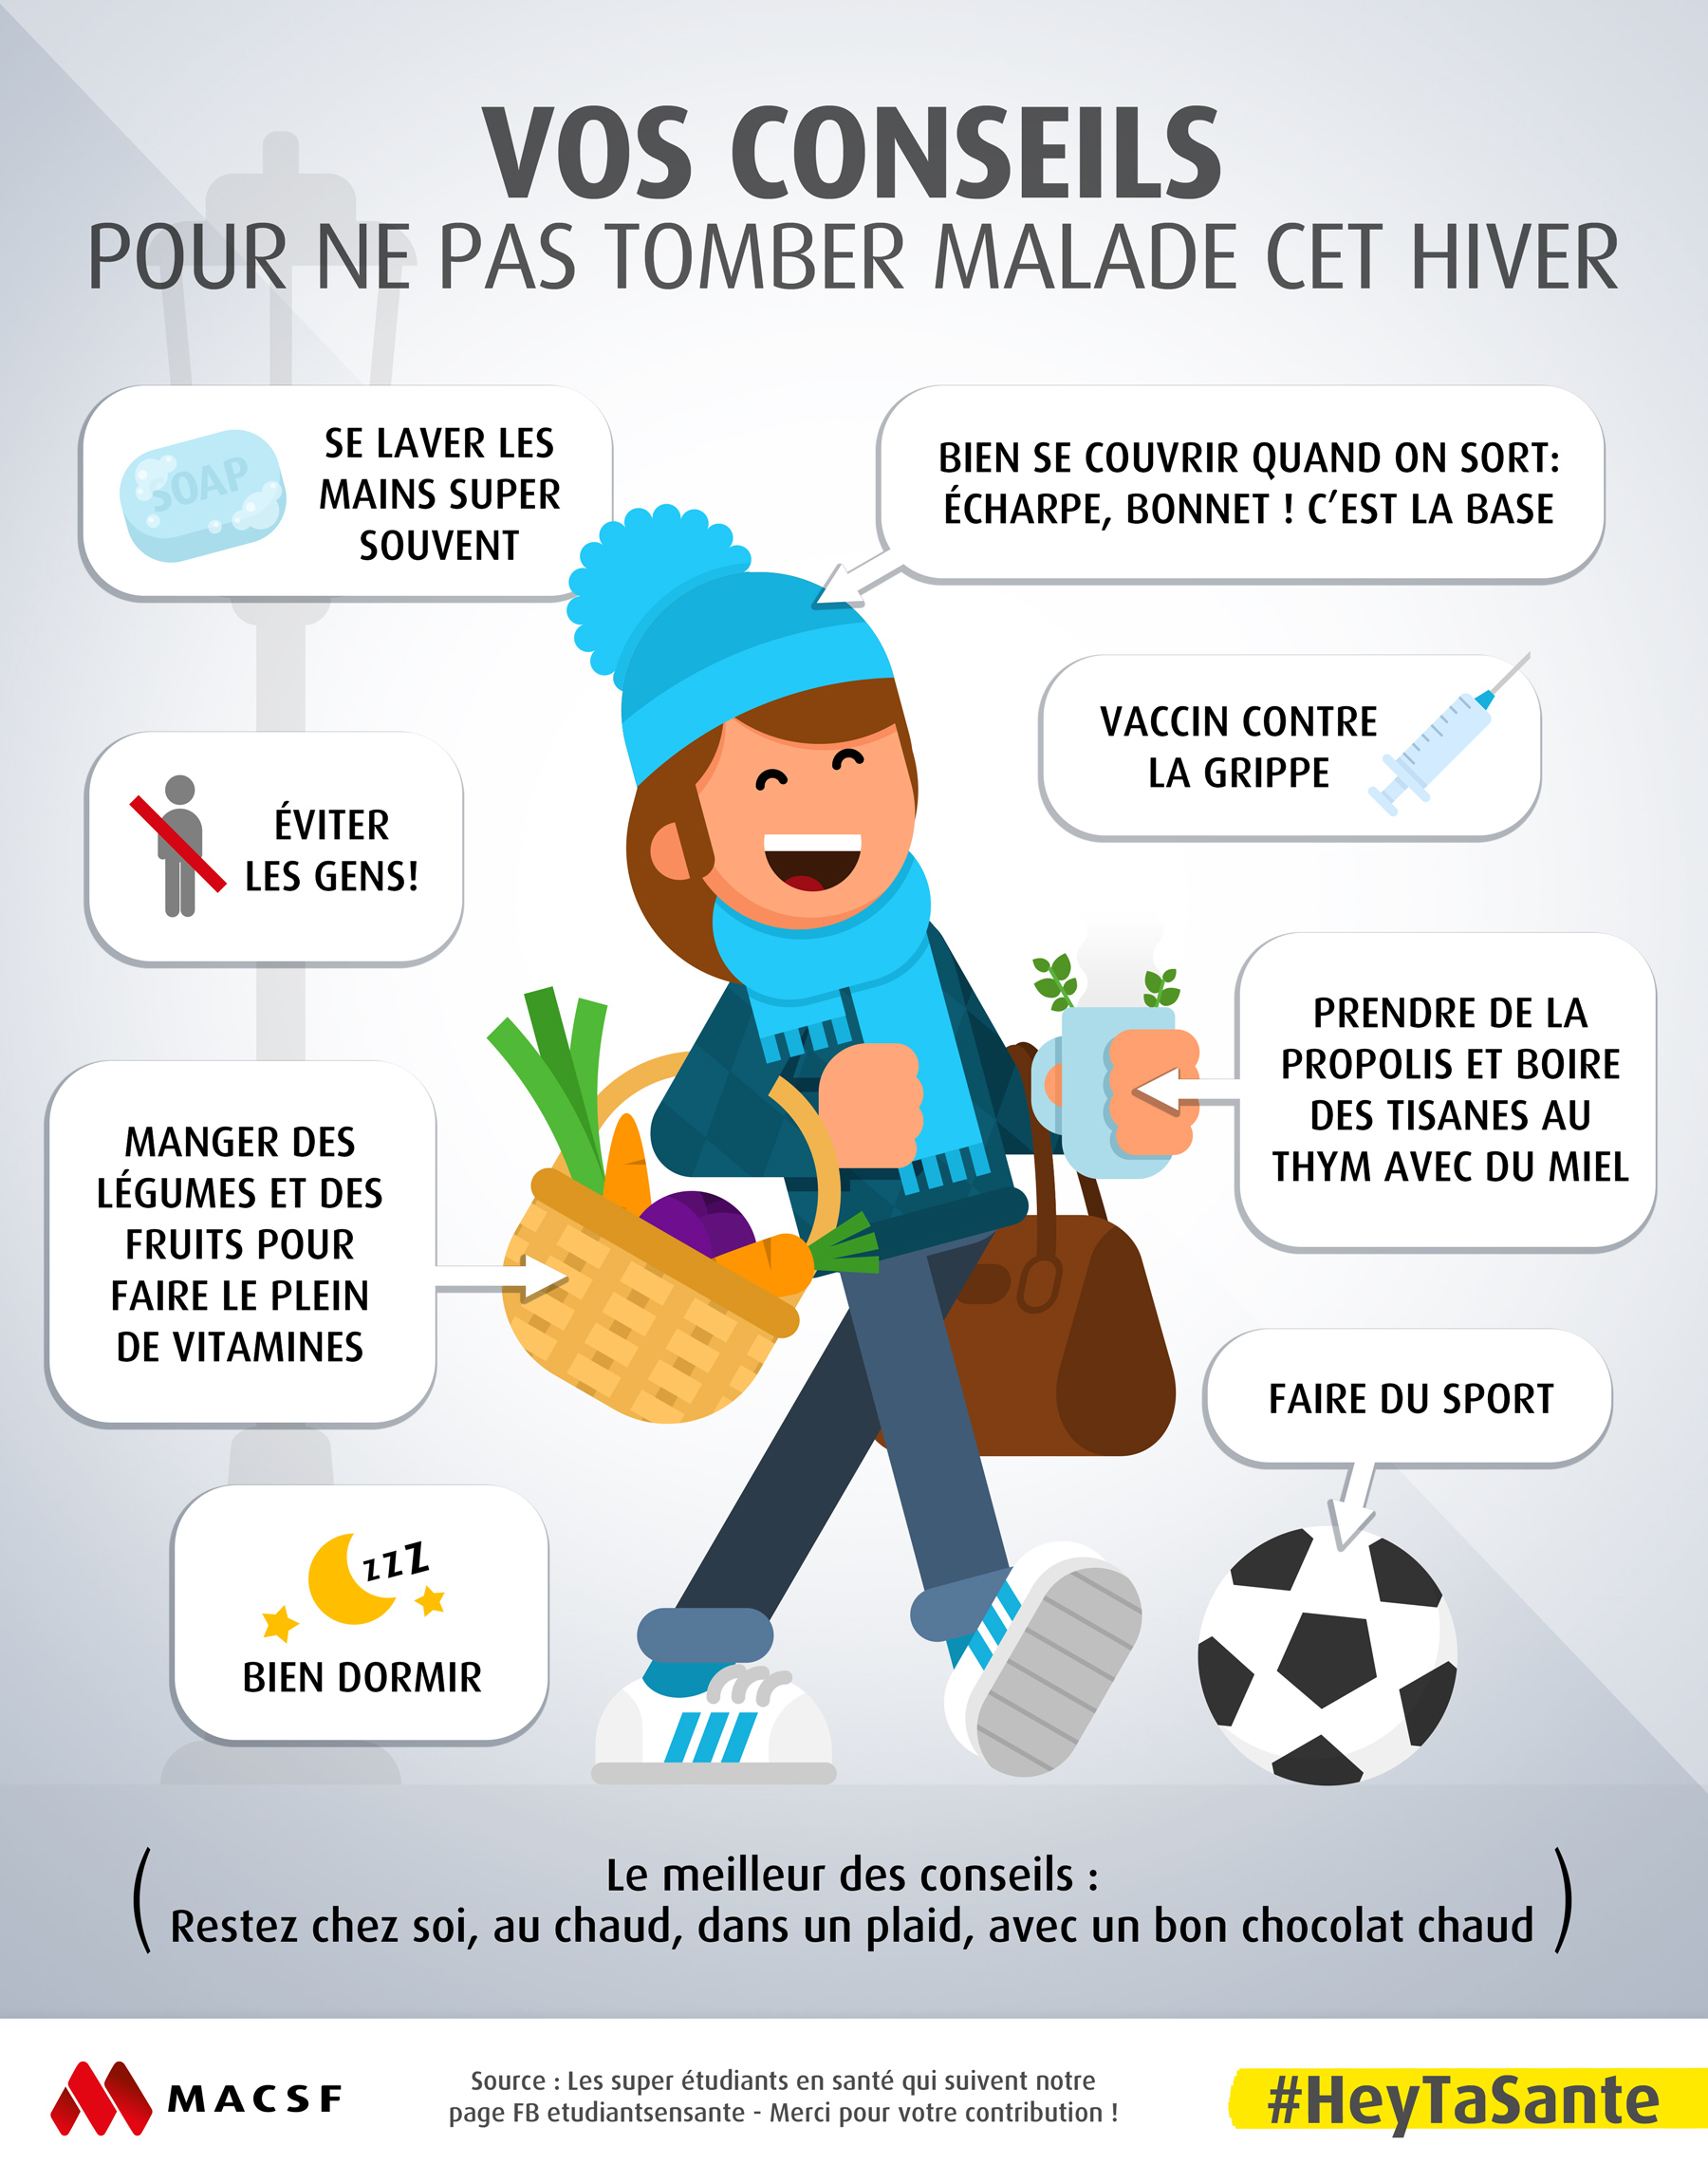 VOS CONSEILS
POUR NE PAS TOMBER MALADE CET HIVER
SOAP
SE LAVER LES
MAINS SUPER
SOUVENT
BIEN SE COUVRIR QUAND ON SORT:
ÉCHARPE, BONNET ! C'EST LA BASE
VACCIN CONTRE
LA GRIPPE
ÉVITER
LES GENS!
PRENDRE DE LA
PROPOLIS ET BOIRE
DES TISANES AU
THYM AVEC DU MIEL
MANGER DES
LÉGUMES ET DES
FRUITS POUR
FAIRE LE PLEIN
DE VITAMINES
FAIRE DU SPORT
zzZ
BIEN DORMIR
(Le meilleur des conseils :
Restez chez soi, au chaud, dans un plaid, avec un bon chocolat chaud)
MACSF
Source : Les super étudiants en santé qui suivent notre
page FB etudiantsensante - Merci pour votre contribution !
#HeyTaSante